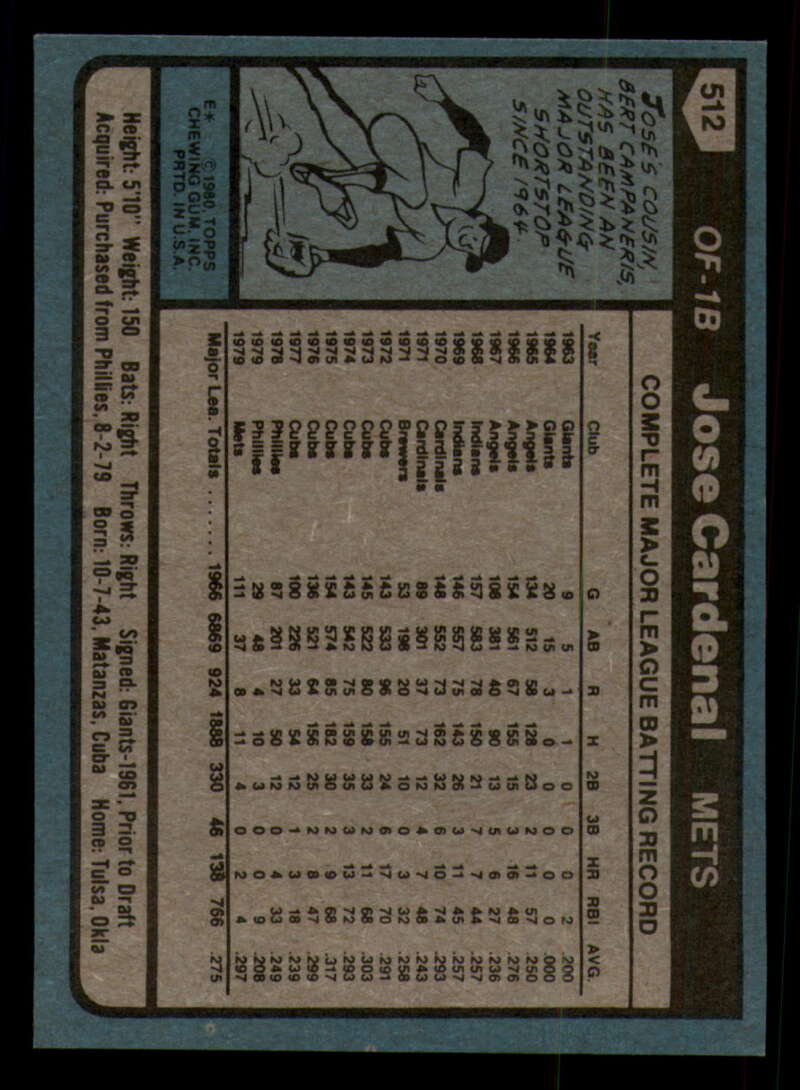 512 OF-1B Jose Cardenal METS
JOSE'S COUSIN,
BERT CAMPANERIS,
HAS BEEN AN
OUTSTANDING
MAJOR LEAGUE
SHORTSTOP
SINCE 1964
E* © 1980, TOPPS
CHEWING GUM, INC.
PRTD. IN U.S.A.
COMPLETE MAJOR LEAGUE BATTING RECORD
Year Club G AB R H 2B 3B HR RBI AVG.
1963 Giants 9 5 1 1 0 0 0 2 .200
1964 Giants 20 15 3 0 0 0 0 0 .000
1965 Angels 134 512 58 128 23 2 11 57 .250
1966 Angels 154 561 67 155 15 3 16 48 .276
1967 Angels 108 381 40 90 13 5 6 27 .236
1968 Indians 157 583 78 150 21 7 7 44 .257
1969 Indians 146 557 75 143 26 3 11 45 .257
1970 Cardinals 148 552 73 162 32 6 10 74 .293
1971 Cardinals 89 301 37 73 12 4 7 48 .243
1971 Brewers 53 198 20 51 10 0 3 32 .258
1972 Cubs 143 533 96 155 24 6 17 70 .291
1973 Cubs 145 522 80 158 33 2 11 68 .303
1974 Cubs 143 542 75 159 35 3 13 72 .293
1975 Cubs 154 574 85 182 30 2 9 68 .317
1976 Cubs 136 521 64 156 25 2 8 47 .299
1977 Cubs 100 226 33 54 12 1 3 18 .239
1978 Phillies 87 201 27 50 12 0 4 33 .249
1979 Phillies 29 48 4 10 3 0 0 9 .208
1979 Mets 111 37 8 11 4 0 2 4 .297
Major Lea. Totals ....... 1966 6869 924 1888 330 46 138 766 .275
Height: 5'10" Weight: 150 Bats: Right Throws: Right Signed: Giants-1961, Prior to Draft
Acquired: Purchased from Phillies, 8-2-79 Born: 10-7-43, Matanzas, Cuba Home: Tulsa, Okla